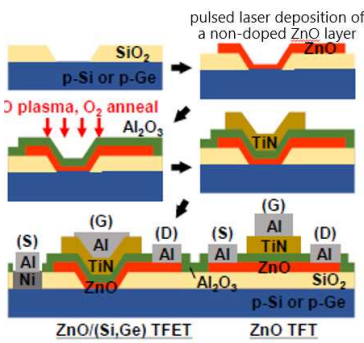 pulsed laser deposition of
a non-doped ZnO layer
SiO₂
p-Si or p-Ge
ZnO
O plasma, O₂ anneal
Al₂O₃
TiN
(G)
(S) Al (D) (S) Al (D)
Al TiN Al Al TiN Al
Ni ZnO Al₂O₃ ZnO SiO₂
p-Si or p-Ge
ZnO/(Si,Ge) TFET ZnO TFT